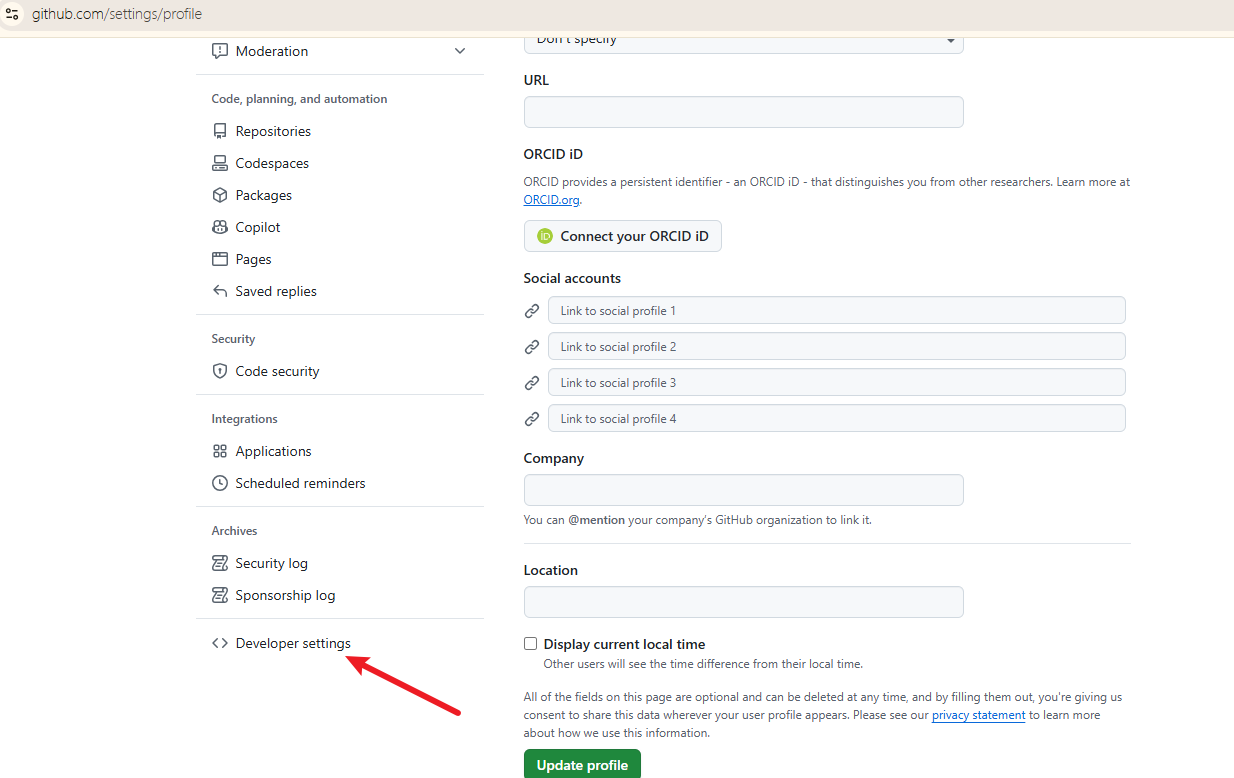 github.com/settings/profile
Moderation
Code, planning, and automation
Repositories
Codespaces
Packages
Copilot
Pages
Saved replies
Security
Code security
Integrations
Applications
Scheduled reminders
Archives
Security log
Sponsorship log
Developer settings
Don't specify
URL
ORCID iD
ORCID provides a persistent identifier - an ORCID iD - that distinguishes you from other researchers. Learn more at
ORCID.org.
iD Connect your ORCID iD
Social accounts
Link to social profile 1
Link to social profile 2
Link to social profile 3
Link to social profile 4
Company
You can @mention your company's GitHub organization to link it.
Location
Display current local time
Other users will see the time difference from their local time.
All of the fields on this page are optional and can be deleted at any time, and by filling them out, you're giving us
consent to share this data wherever your user profile appears. Please see our privacy statement to learn more
about how we use this information.
Update profile